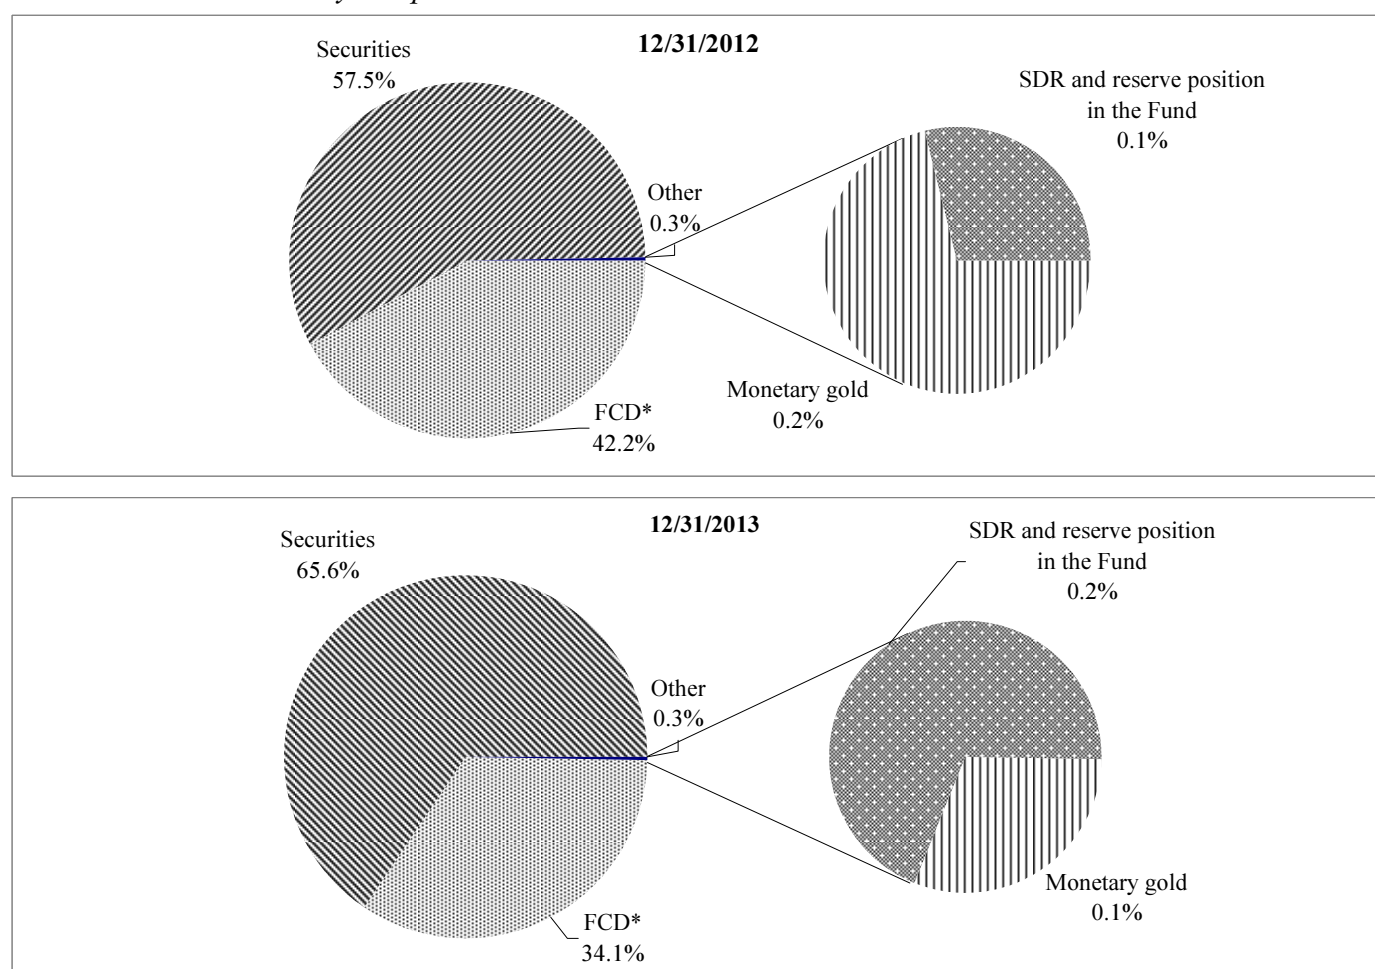 12/31/2012
Securities
57.5%
SDR and reserve position
in the Fund
0.1%
Other
0.3%
Monetary gold
0.2%
FCD*
42.2%
12/31/2013
Securities
65.6%
SDR and reserve position
in the Fund
0.2%
Other
0.3%
Monetary gold
0.1%
FCD*
34.1%